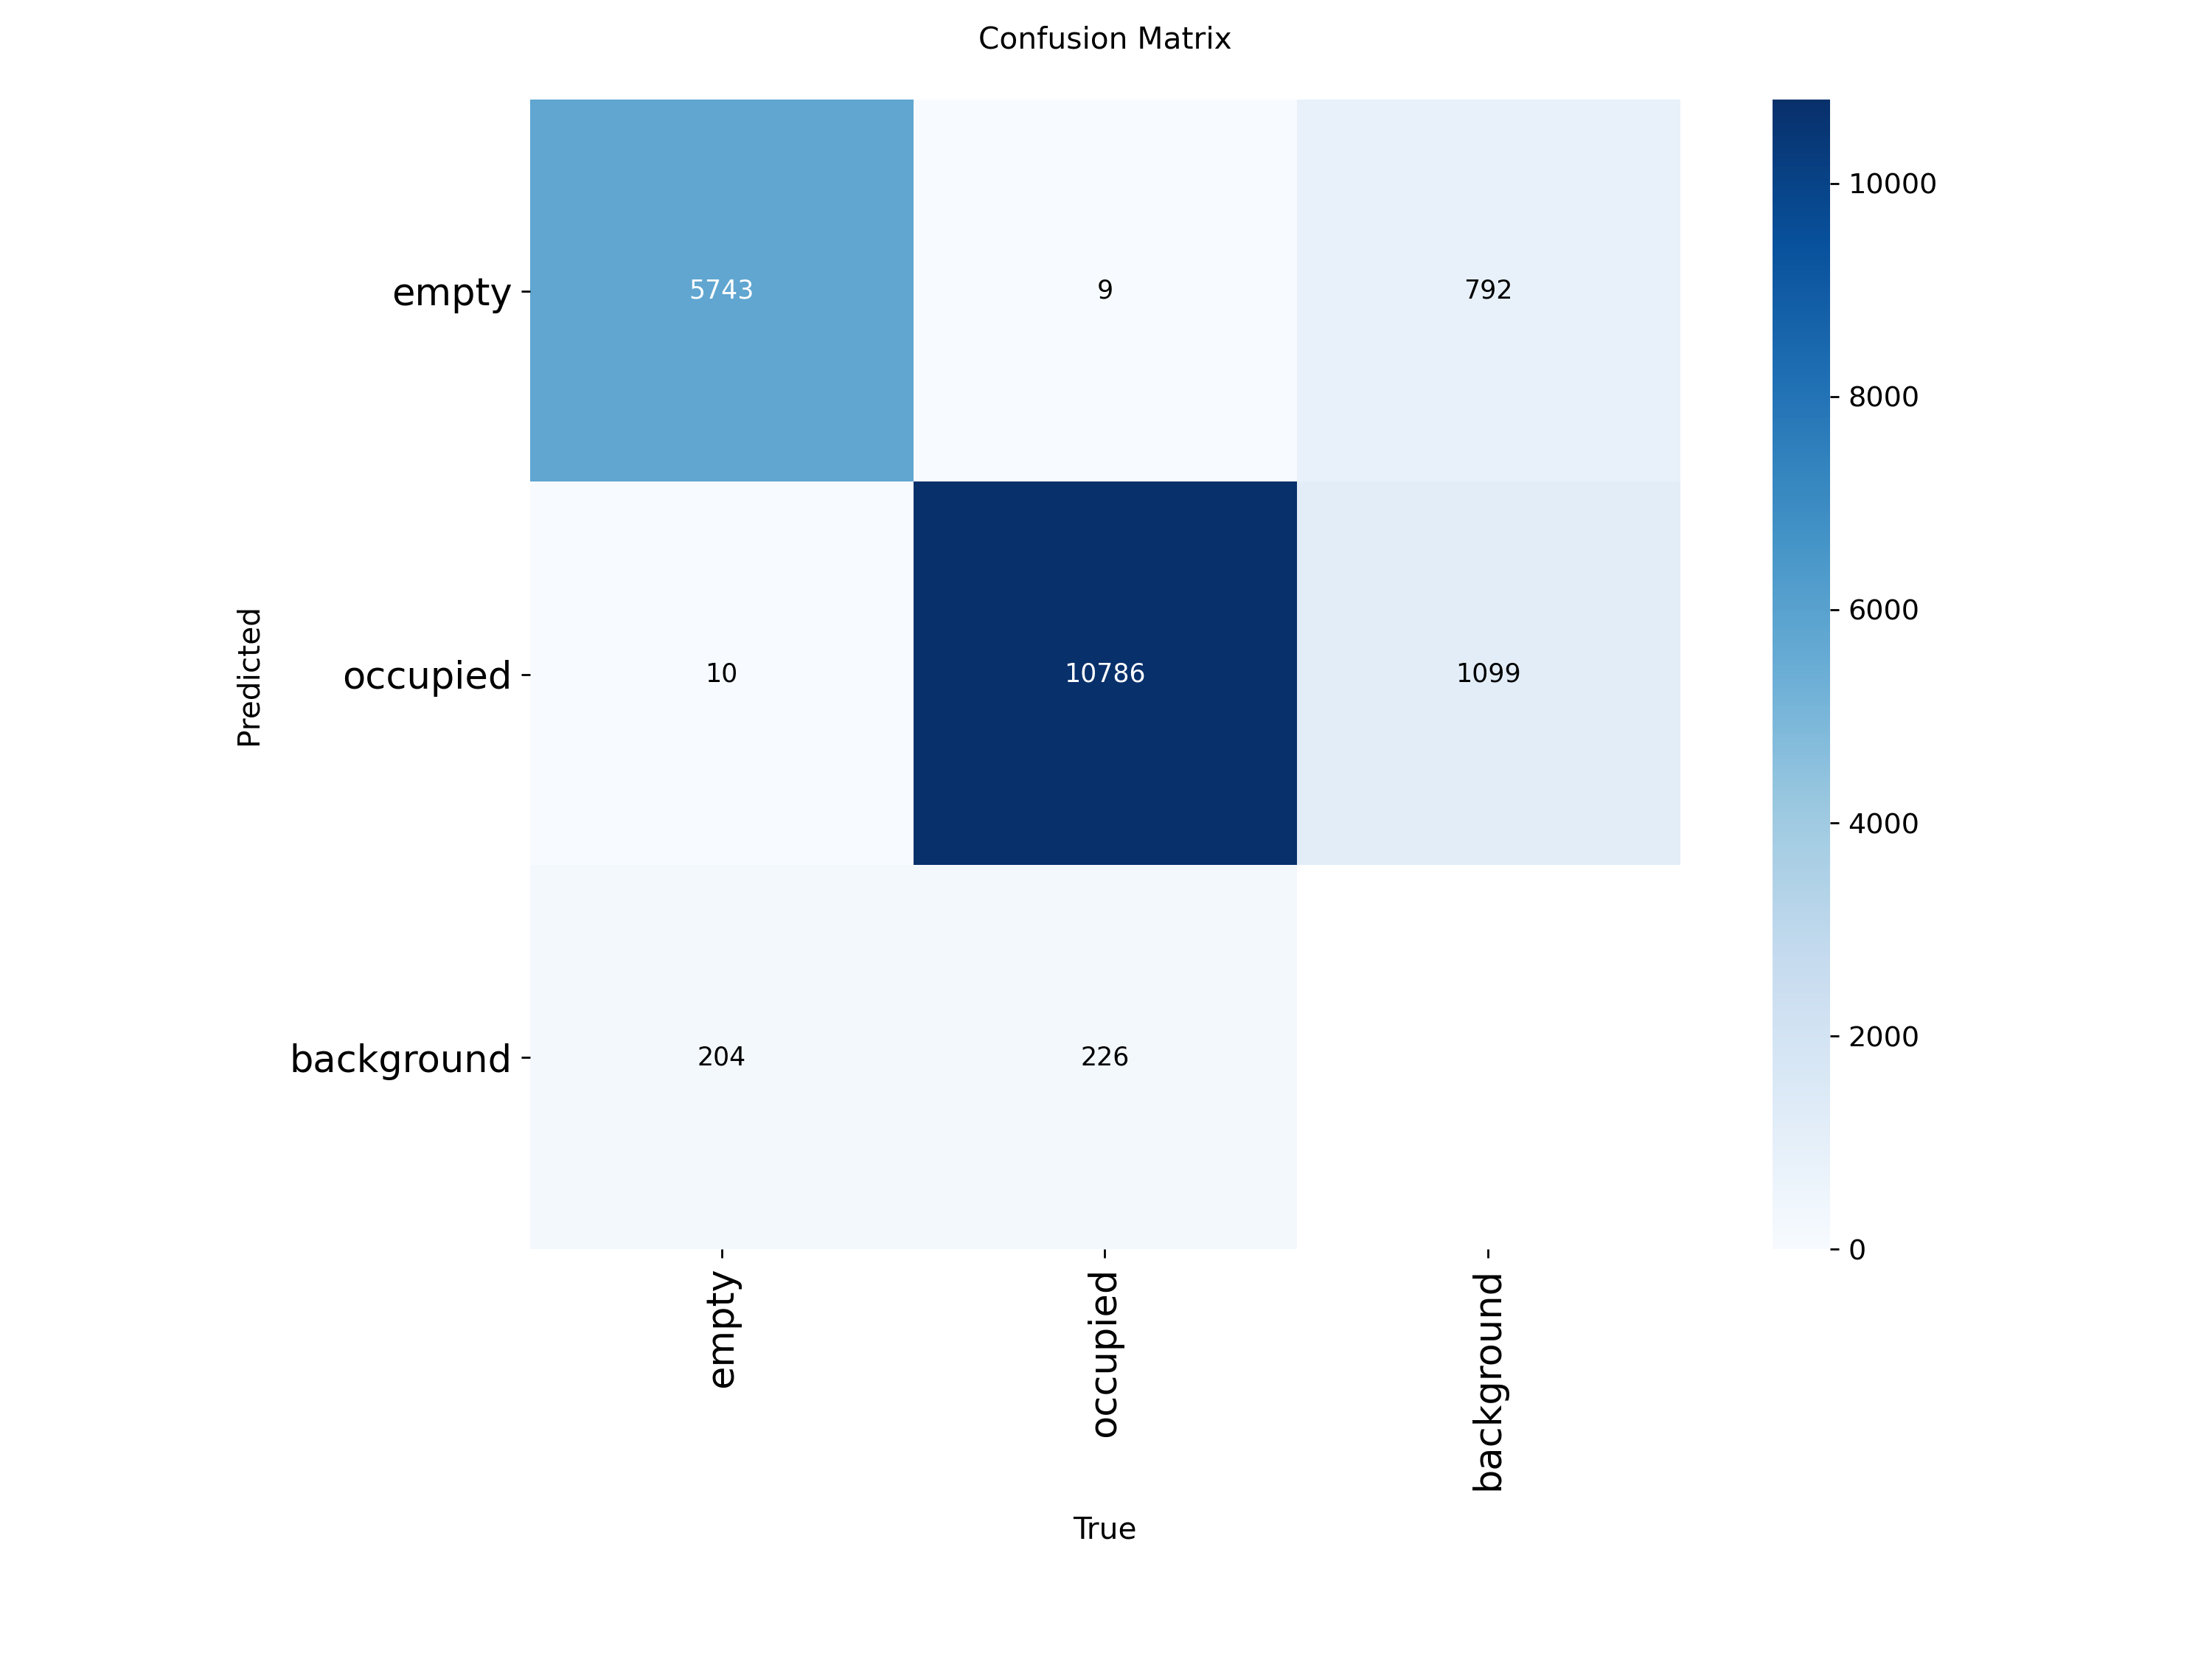 Confusion Matrix
empty
5743
9
792
occupied
10
10786
1099
background
204
226
empty
occupied
background
Predicted
True
10000
8000
6000
4000
2000
0